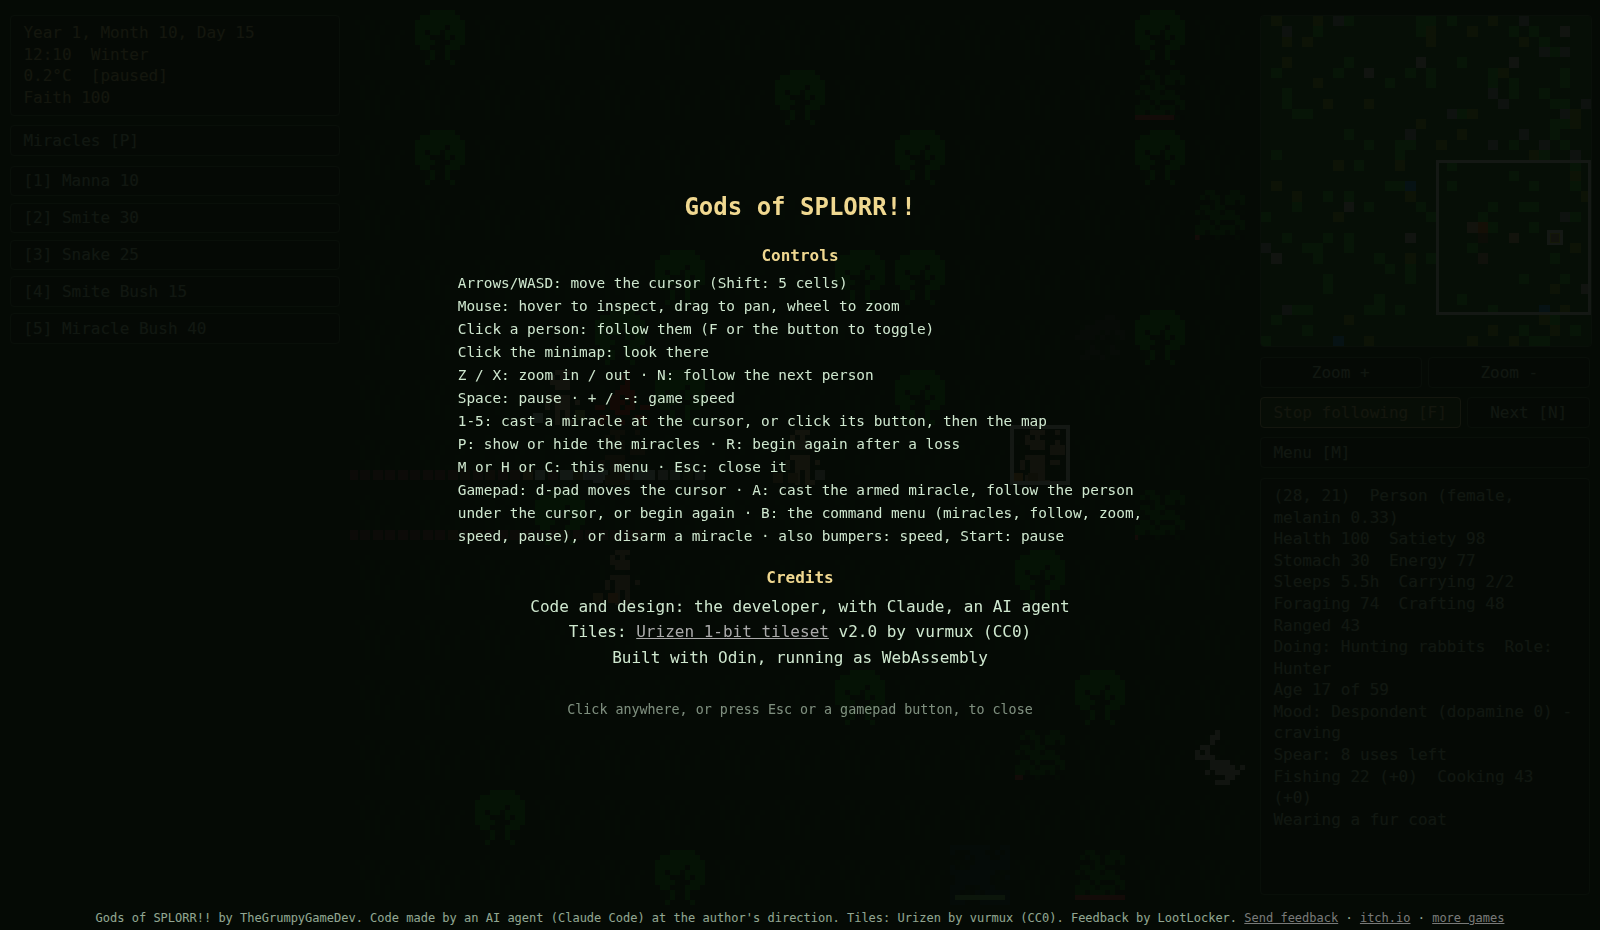 Year 1, Month 10, Day 15
12:10  Winter
0.2°C  [paused]
Faith 100
Miracles [P]
[1] Manna 10
[2] Smite 30
[3] Snake 25
[4] Smite Bush 15
[5] Miracle Bush 40
Gods of SPLORR!!
Controls
Arrows/WASD: move the cursor (Shift: 5 cells)
Mouse: hover to inspect, drag to pan, wheel to zoom
Click a person: follow them (F or the button to toggle)
Click the minimap: look there
Z / X: zoom in / out · N: follow the next person
Space: pause · + / -: game speed
1-5: cast a miracle at the cursor, or click its button, then the map
P: show or hide the miracles · R: begin again after a loss
M or H or C: this menu · Esc: close it
Gamepad: d-pad moves the cursor · A: cast the armed miracle, follow the person
under the cursor, or begin again · B: the command menu (miracles, follow, zoom,
speed, pause), or disarm a miracle · also bumpers: speed, Start: pause
Credits
Code and design: the developer, with Claude, an AI agent
Tiles: Urizen 1-bit tileset v2.0 by vurmux (CC0)
Built with Odin, running as WebAssembly
Click anywhere, or press Esc or a gamepad button, to close
Zoom +
Zoom -
Stop following [F]
Next [N]
Menu [M]
(28, 21)  Person (female,
melanin 0.33)
Health 100  Satiety 98
Stomach 30  Energy 77
Sleeps 5.5h  Carrying 2/2
Foraging 74  Crafting 48
Ranged 43
Doing: Hunting rabbits  Role:
Hunter
Age 17 of 59
Mood: Despondent (dopamine 0) -
craving
Spear: 8 uses left
Fishing 22 (+0)  Cooking 43
(+0)
Wearing a fur coat
Gods of SPLORR!! by TheGrumpyGameDev. Code made by an AI agent (Claude Code) at the author's direction. Tiles: Urizen by vurmux (CC0). Feedback by LootLocker. Send feedback · itch.io · more games